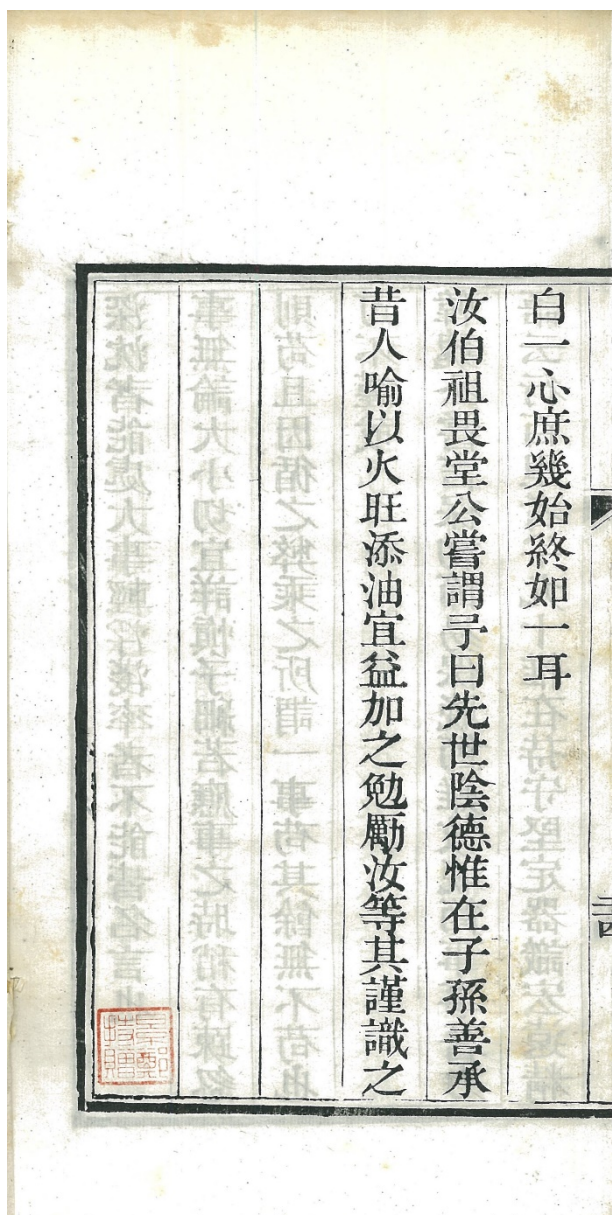 白一心庶幾始終如一耳
汝伯祖畏堂公嘗謂予曰先世陰德惟在子孫善承
昔人喻以火旺添油宜益加之勉勵汝等其謹識之